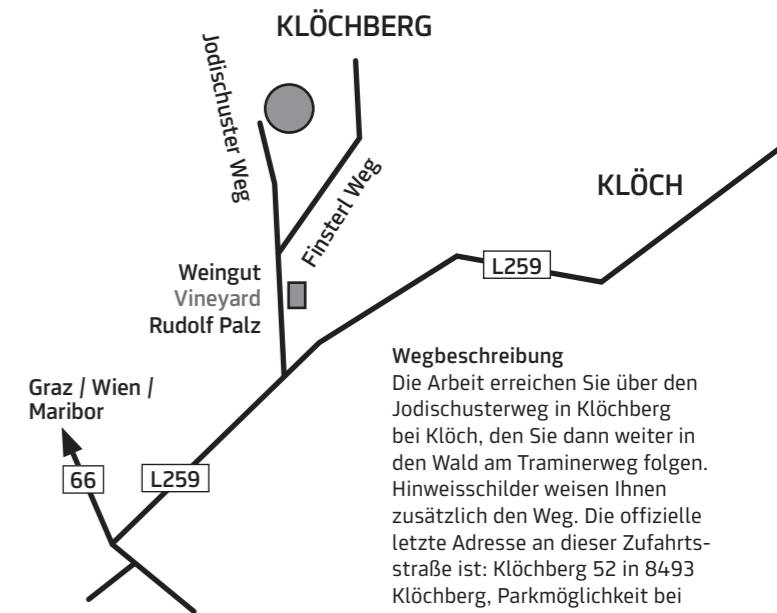 KLÖCHBERG
Jodischuster Weg
Finsterl Weg
KLÖCH
L259
Weingut
Vineyard
Rudolf Palz
Graz / Wien /
Maribor
66
L259
Wegbeschreibung
Die Arbeit erreichen Sie über den
Jodischusterweg in Klöchberg
bei Klöch, den Sie dann weiter in
den Wald am Traminerweg folgen.
Hinweisschilder weisen Ihnen
zusätzlich den Weg. Die offizielle
letzte Adresse an dieser Zufahrts-
straße ist: Klöchberg 52 in 8493
Klöchberg, Parkmöglichkeit bei